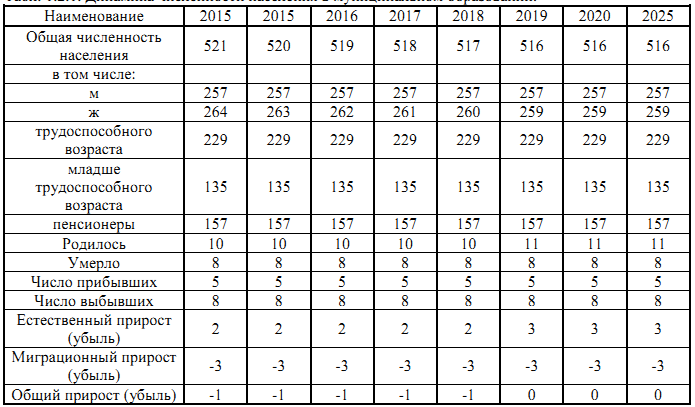 Наименование 2015 2015 2016 2017 2018 2019 2020 2025
Общая численность населения 521 520 519 518 517 516 516 516
в том числе:
м 257 257 257 257 257 257 257 257
ж 264 263 262 261 260 259 259 259
трудоспособного возраста 229 229 229 229 229 229 229 229
младше трудоспособного возраста 135 135 135 135 135 135 135 135
пенсионеры 157 157 157 157 157 157 157 157
Родилось 10 10 10 10 10 11 11 11
Умерло 8 8 8 8 8 8 8 8
Число прибывших 5 5 5 5 5 5 5 5
Число выбывших 8 8 8 8 8 8 8 8
Естественный прирост (убыль) 2 2 2 2 2 3 3 3
Миграционный прирост (убыль) -3 -3 -3 -3 -3 -3 -3 -3
Общий прирост (убыль) -1 -1 -1 -1 -1 0 0 0